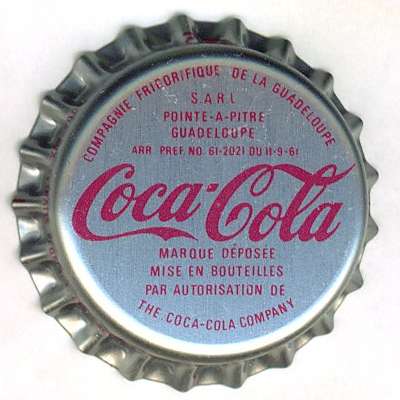 COMPAGNIE FRIGORIFIQUE DE LA GUADELOUPE
S.A.R.L
POINTE-A-PITRE
GUADELOUPE
ARR. PREF. NO. 61-2021 DU 11-9-61
Coca-Cola
MARQUE DÉPOSÉE
MISE EN BOUTEILLES
PAR AUTORISATION DE
THE COCA-COLA COMPANY